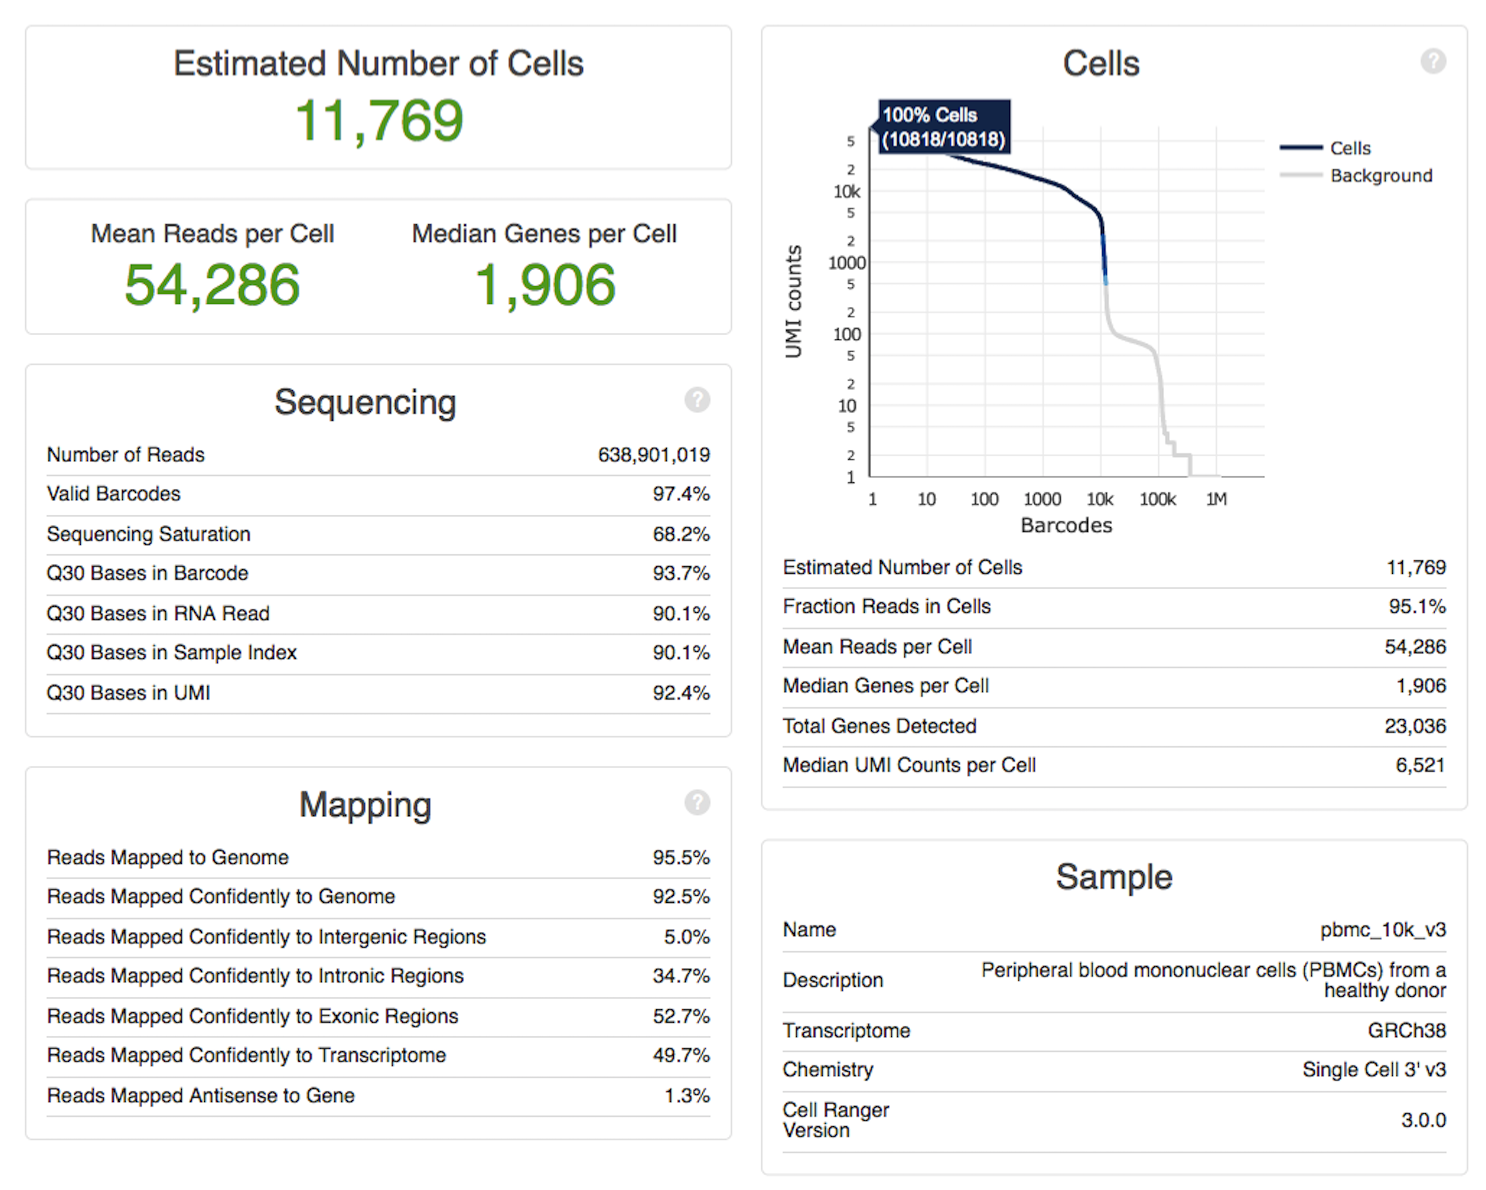 Estimated Number of Cells
11,769
Mean Reads per Cell
54,286
Median Genes per Cell
1,906
Sequencing
?
Number of Reads 638,901,019
Valid Barcodes 97.4%
Sequencing Saturation 68.2%
Q30 Bases in Barcode 93.7%
Q30 Bases in RNA Read 90.1%
Q30 Bases in Sample Index 90.1%
Q30 Bases in UMI 92.4%
Mapping
?
Reads Mapped to Genome 95.5%
Reads Mapped Confidently to Genome 92.5%
Reads Mapped Confidently to Intergenic Regions 5.0%
Reads Mapped Confidently to Intronic Regions 34.7%
Reads Mapped Confidently to Exonic Regions 52.7%
Reads Mapped Confidently to Transcriptome 49.7%
Reads Mapped Antisense to Gene 1.3%
Cells
?
100% Cells
(10818/10818)
Cells
Background
UMI counts
5
2
10k
5
2
1000
5
2
100
5
2
10
5
2
1
1 10 100 1000 10k 100k 1M
Barcodes
Estimated Number of Cells 11,769
Fraction Reads in Cells 95.1%
Mean Reads per Cell 54,286
Median Genes per Cell 1,906
Total Genes Detected 23,036
Median UMI Counts per Cell 6,521
Sample
Name pbmc_10k_v3
Description Peripheral blood mononuclear cells (PBMCs) from a
healthy donor
Transcriptome GRCh38
Chemistry Single Cell 3' v3
Cell Ranger
Version 3.0.0